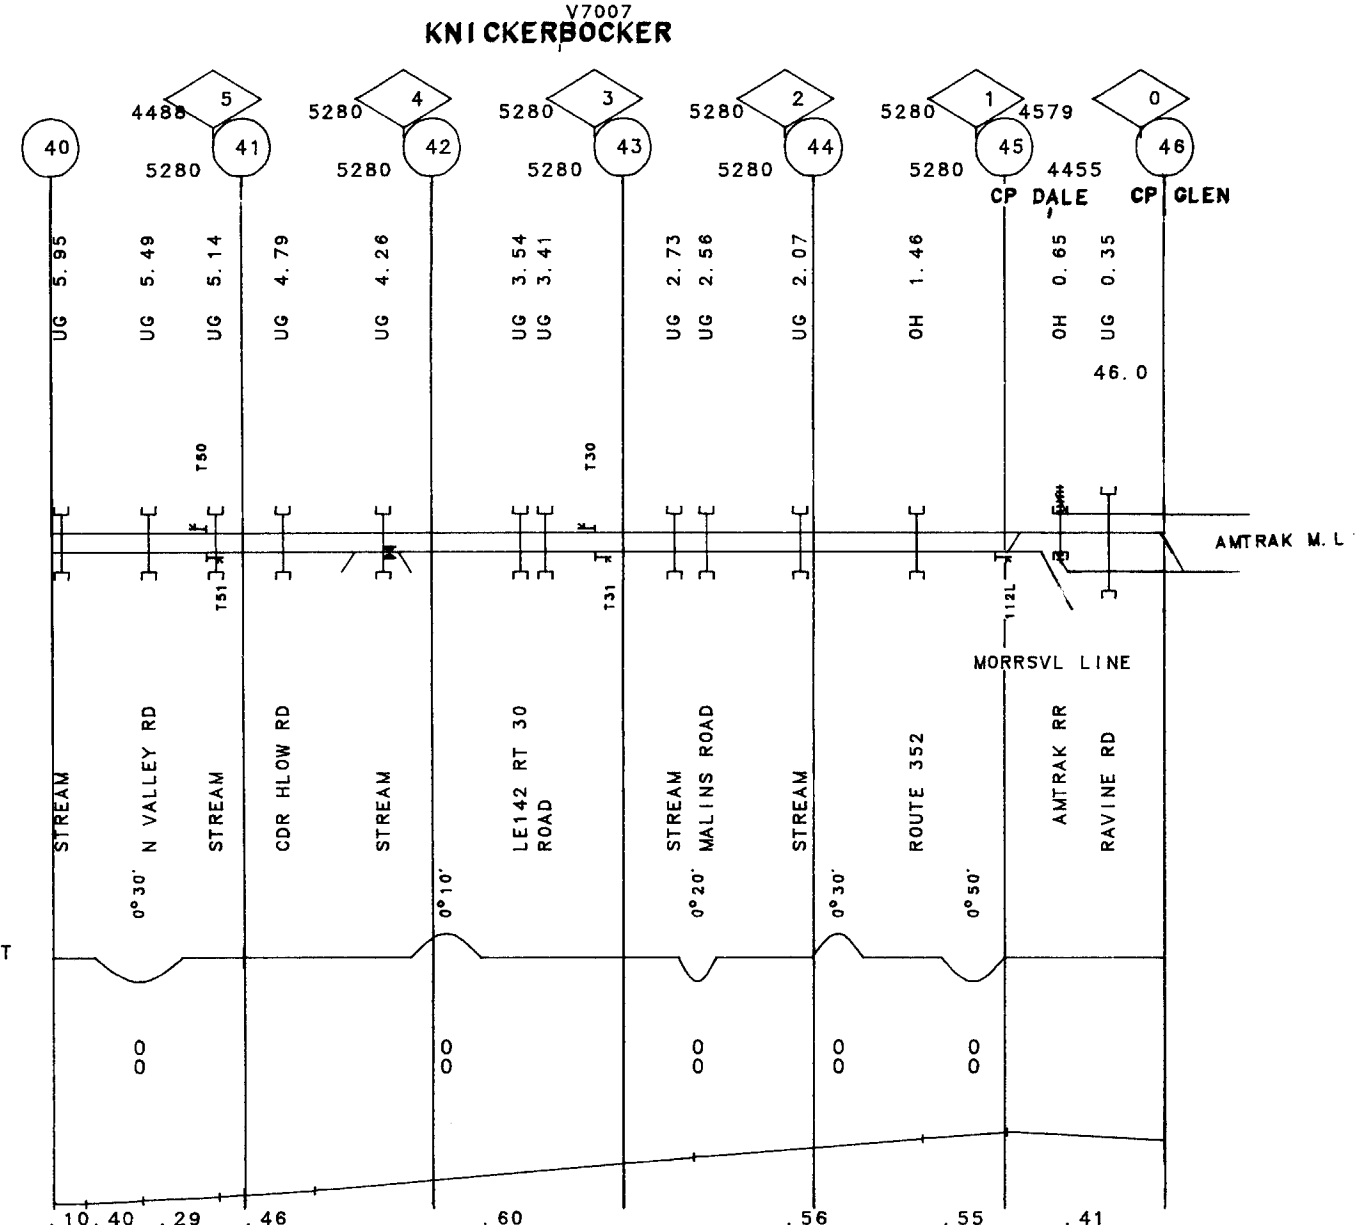 V7007
KNICKERBOCKER
5 4 3 2 1 0
4488 5280 5280 5280 5280 4579
40 41 42 43 44 45 46
5280 5280 5280 5280 5280 4455
CP DALE CP GLEN
UG 5.95
UG 5.49
UG 5.14
UG 4.79
UG 4.26
UG 3.54
UG 3.41
UG 2.73
UG 2.56
UG 2.07
OH 1.46
OH 0.65
UG 0.35
46.0
T50
T30
AMTRAK M.L
T51
T31
112L
MORRSVL LINE
STREAM
N VALLEY RD
STREAM
CDR HLOW RD
STREAM
LE142 RT 30
ROAD
STREAM
MALINS ROAD
STREAM
ROUTE 352
AMTRAK RR
RAVINE RD
0°30'
0°10'
0°20'
0°30'
0°50'
T
0 0 0 0 0
0 0 0 0 0
.10.40 .29 .46 .60 .56 .55 .41